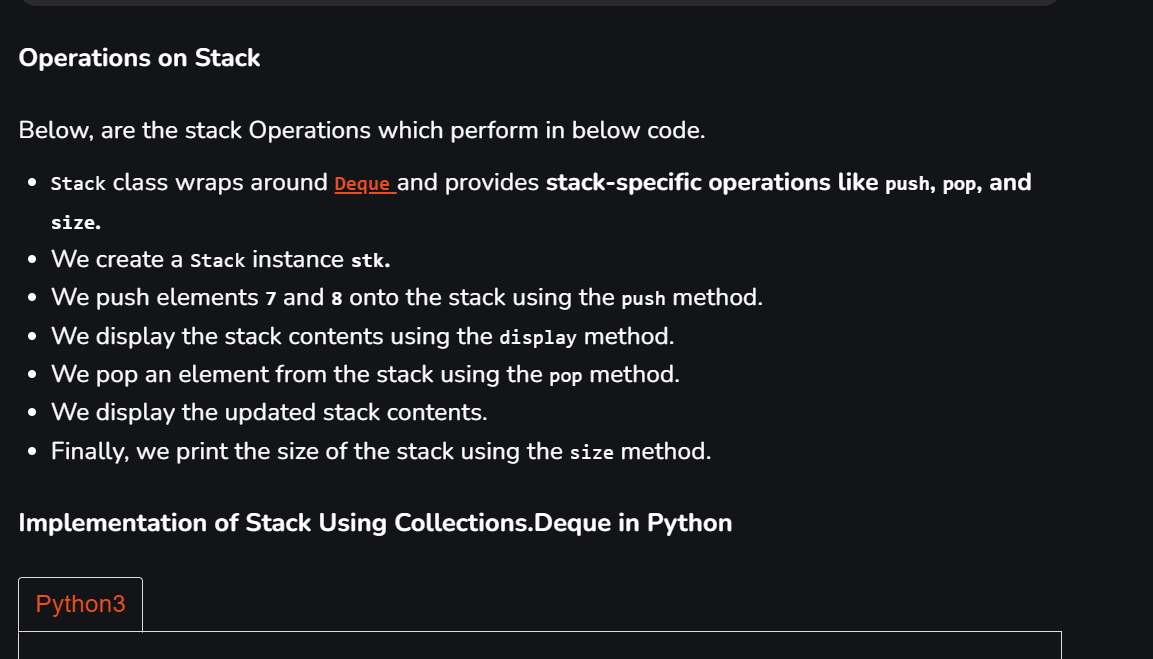 Operations on Stack
Below, are the stack Operations which perform in below code.
• Stack class wraps around Deque and provides stack-specific operations like push, pop, and
size.
• We create a Stack instance stk.
• We push elements 7 and 8 onto the stack using the push method.
• We display the stack contents using the display method.
• We pop an element from the stack using the pop method.
• We display the updated stack contents.
• Finally, we print the size of the stack using the size method.
Implementation of Stack Using Collections.Deque in Python
Python3